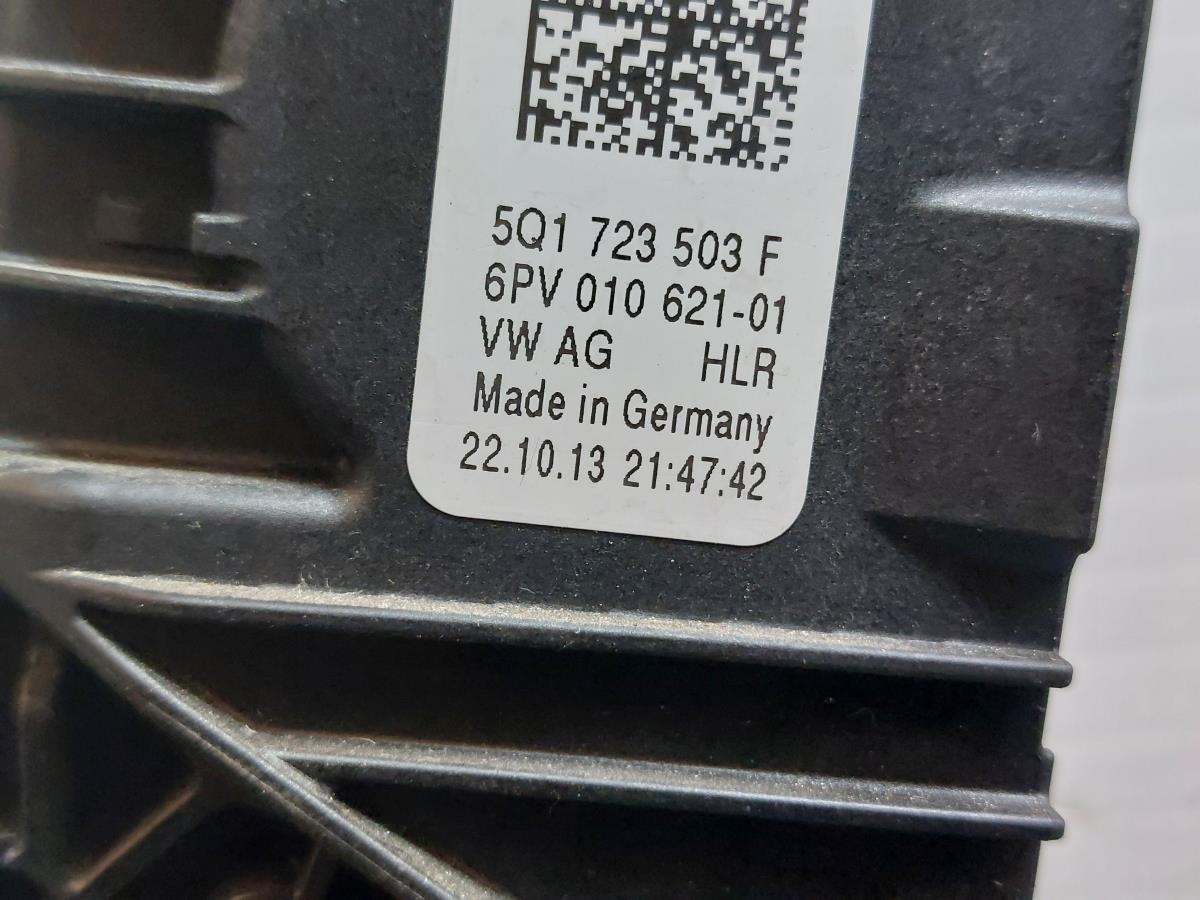 5Q1 723 503 F
6PV 010 621-01
VW AG HLR
Made in Germany
22.10.13 21:47:42